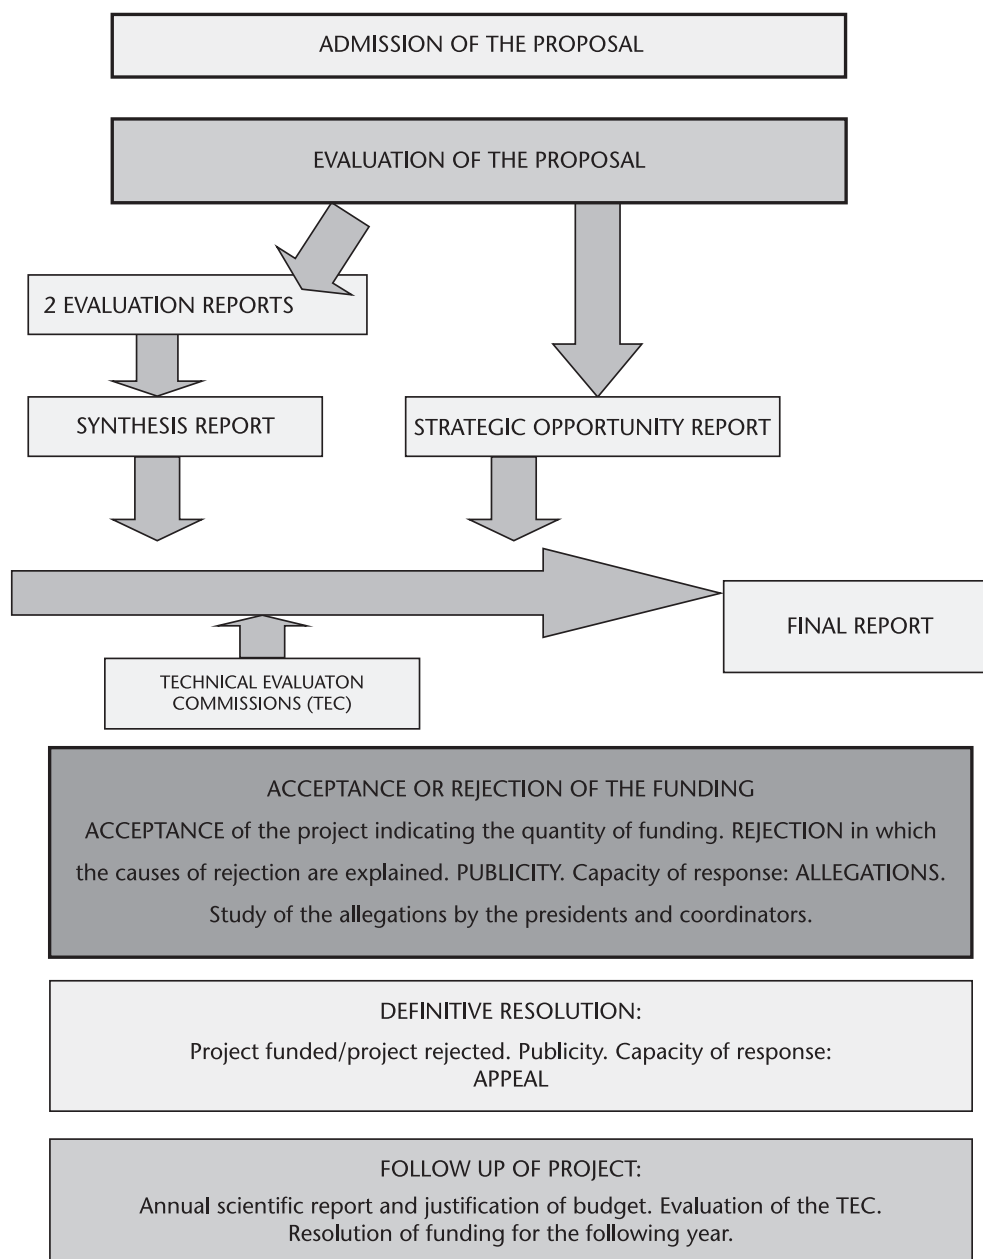 ADMISSION OF THE PROPOSAL
EVALUATION OF THE PROPOSAL
2 EVALUATION REPORTS
SYNTHESIS REPORT
STRATEGIC OPPORTUNITY REPORT
FINAL REPORT
TECHNICAL EVALUATON
COMMISSIONS (TEC)
ACCEPTANCE OR REJECTION OF THE FUNDING
ACCEPTANCE of the project indicating the quantity of funding. REJECTION in which
the causes of rejection are explained. PUBLICITY. Capacity of response: ALLEGATIONS.
Study of the allegations by the presidents and coordinators.
DEFINITIVE RESOLUTION:
Project funded/project rejected. Publicity. Capacity of response:
APPEAL
FOLLOW UP OF PROJECT:
Annual scientific report and justification of budget. Evaluation of the TEC.
Resolution of funding for the following year.